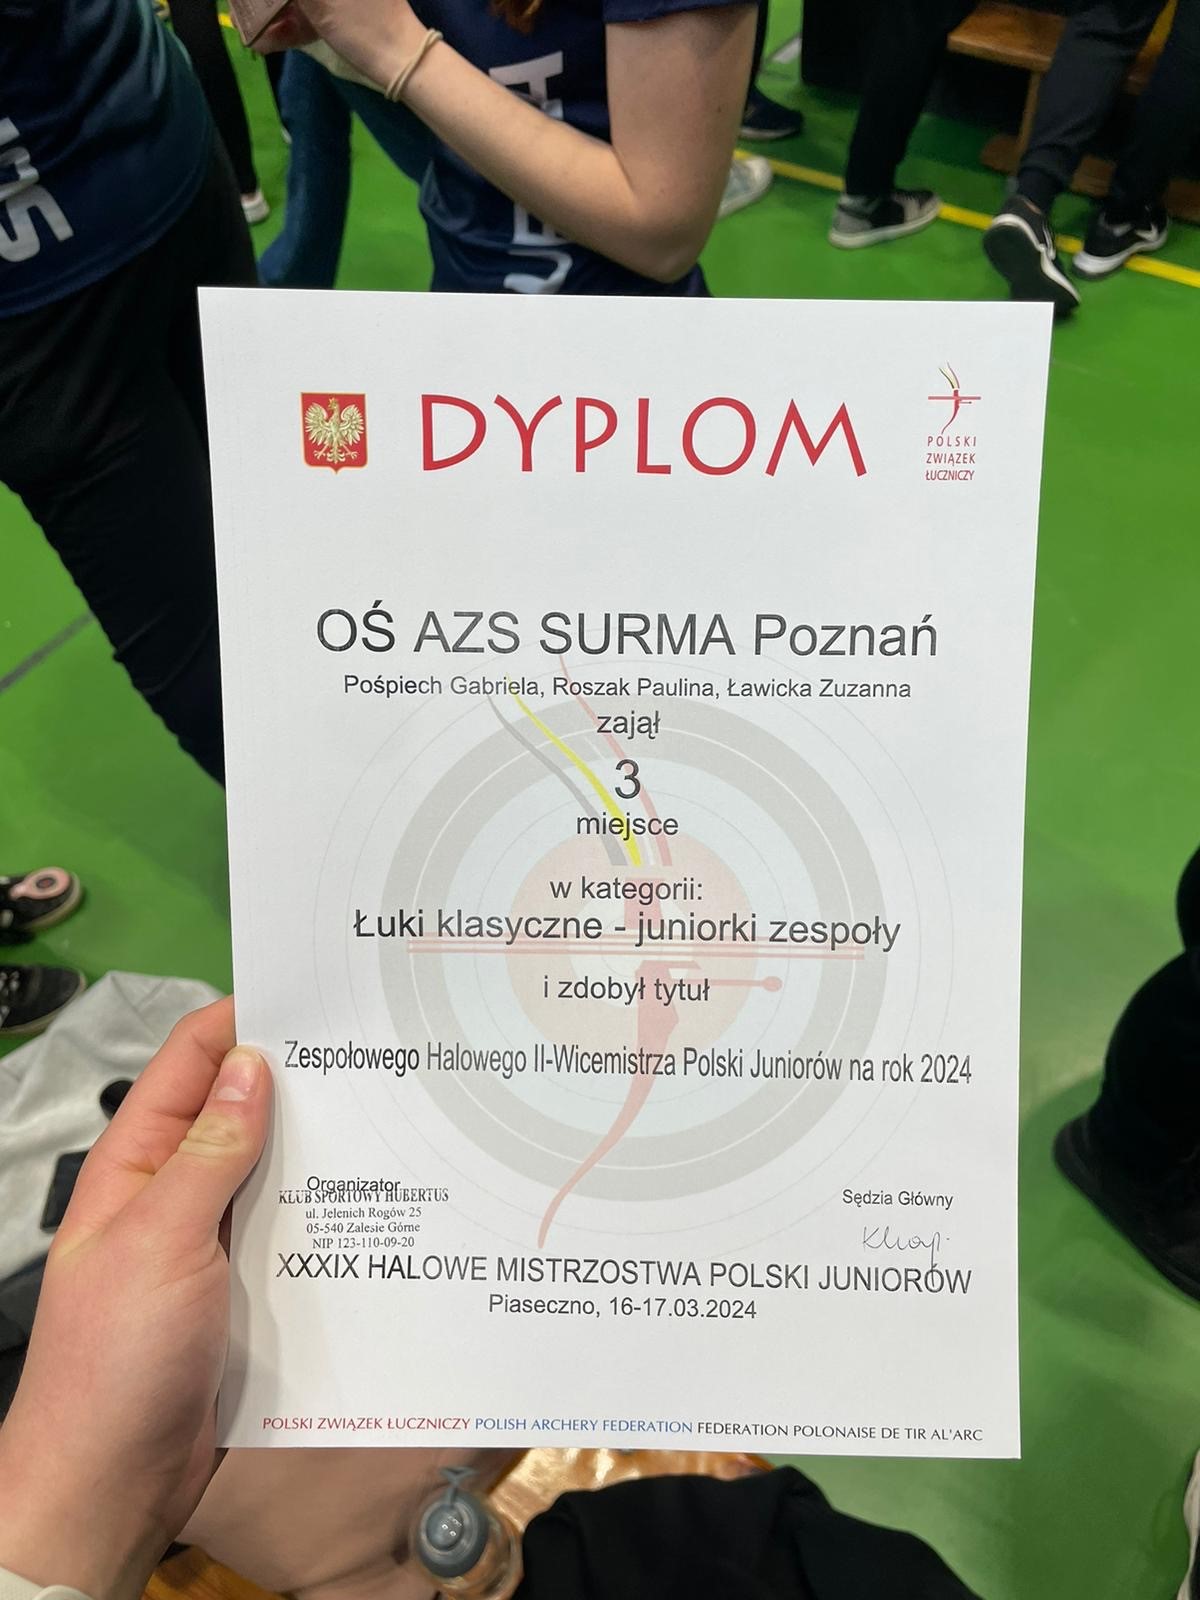 DYPLOM
POLSKI
ZWIĄZEK
ŁUCZNICZY
OŚ AZS SURMA Poznań
Pośpiech Gabriela, Roszak Paulina, Ławicka Zuzanna
zajął
3
miejsce
w kategorii:
Łuki klasyczne - juniorki zespoły
i zdobył tytuł
Zespołowego Halowego II-Wicemistrza Polski Juniorów na rok 2024
Organizator
KLUB SPORTOWY HUBERTUS
ul. Jelenich Rogów 25
05-540 Zalesie Górne
NIP 123-110-09-20
Sędzia Główny
XXXIX HALOWE MISTRZOSTWA POLSKI JUNIORÓW
Piaseczno, 16-17.03.2024
POLSKI ZWIĄZEK ŁUCZNICZY POLISH ARCHERY FEDERATION FEDERATION POLONAISE DE TIR AL'ARC